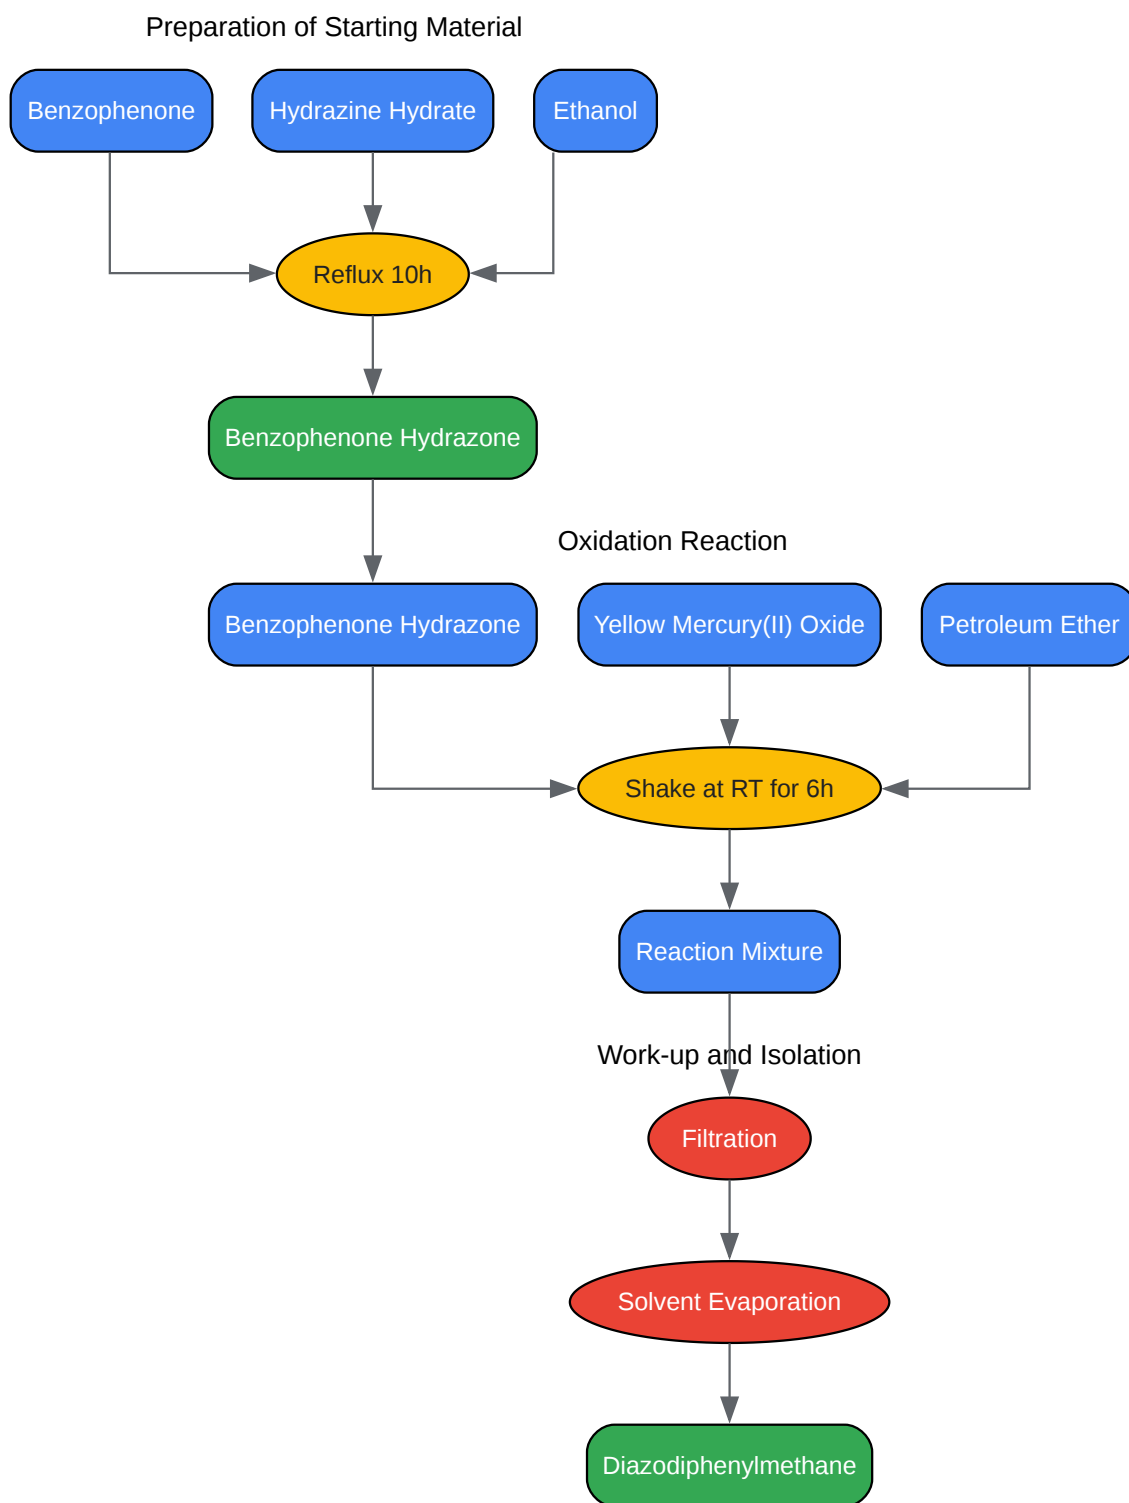 Preparation of Starting Material
Benzophenone
Hydrazine Hydrate
Ethanol
Reflux 10h
Benzophenone Hydrazone
Oxidation Reaction
Benzophenone Hydrazone
Yellow Mercury(II) Oxide
Petroleum Ether
Shake at RT for 6h
Reaction Mixture
Work-up and Isolation
Filtration
Solvent Evaporation
Diazodiphenylmethane